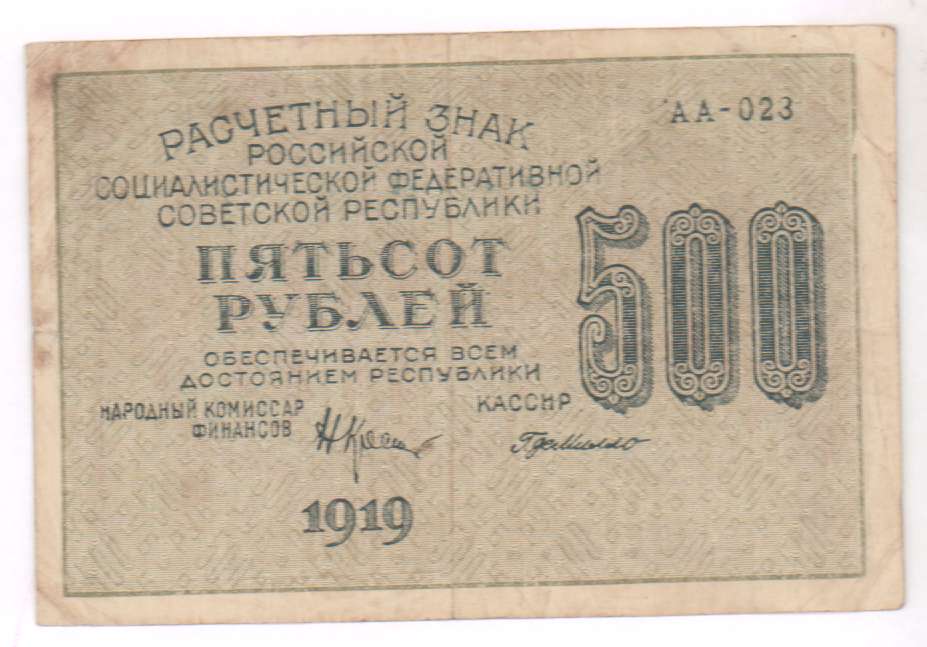 РАСЧЕТНЫЙ ЗНАК
РОССИЙСКОЙ
СОЦИАЛИСТИЧЕСКОЙ ФЕДЕРАТИВНОЙ
СОВЕТСКОЙ РЕСПУБЛИКИ
АА-023
ПЯТЬСОТ
РУБЛЕЙ
500
ОБЕСПЕЧИВАЕТСЯ ВСЕМ
ДОСТОЯНИЕМ РЕСПУБЛИКИ
НАРОДНЫЙ КОМИССАР
ФИНАНСОВ
КАССИР
1919